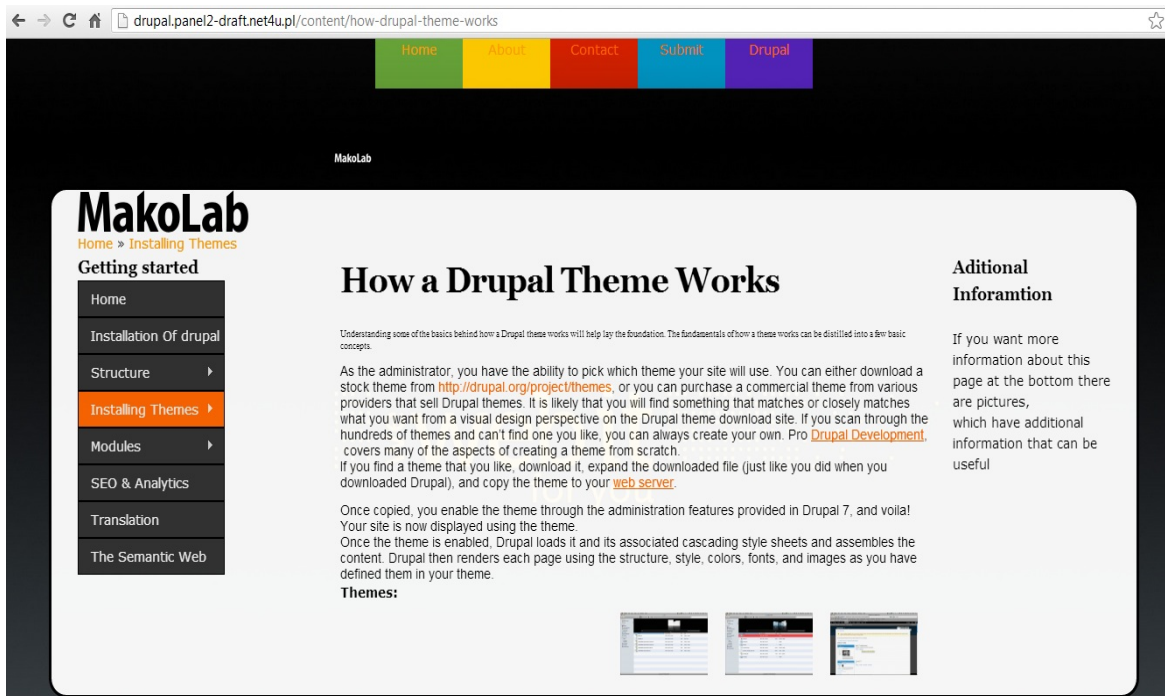 drupal.panel2-draft.net4u.pl/content/how-drupal-theme-works
Home About Contact Submit Drupal
MakoLab
MakoLab
Home » Installing Themes
Getting started
Home
Installation Of drupal
Structure
Installing Themes
Modules
SEO & Analytics
Translation
The Semantic Web
How a Drupal Theme Works
Understanding some of the basics behind how a Drupal theme works will help lay the foundation. The fundamentals of how a theme works can be distilled into a few basic
concepts.
As the administrator, you have the ability to pick which theme your site will use. You can either download a
stock theme from http://drupal.org/project/themes, or you can purchase a commercial theme from various
providers that sell Drupal themes. It is likely that you will find something that matches or closely matches
what you want from a visual design perspective on the Drupal theme download site. If you scan through the
hundreds of themes and can't find one you like, you can always create your own. Pro Drupal Development,
covers many of the aspects of creating a theme from scratch.
If you find a theme that you like, download it, expand the downloaded file (just like you did when you
downloaded Drupal), and copy the theme to your web server.
for you
Once copied, you enable the theme through the administration features provided in Drupal 7, and voila!
Your site is now displayed using the theme.
Once the theme is enabled, Drupal loads it and its associated cascading style sheets and assembles the
content. Drupal then renders each page using the structure, style, colors, fonts, and images as you have
defined them in your theme.
Themes:
Aditional
Inforamtion
If you want more
information about this
page at the bottom there
are pictures,
which have additional
information that can be
useful